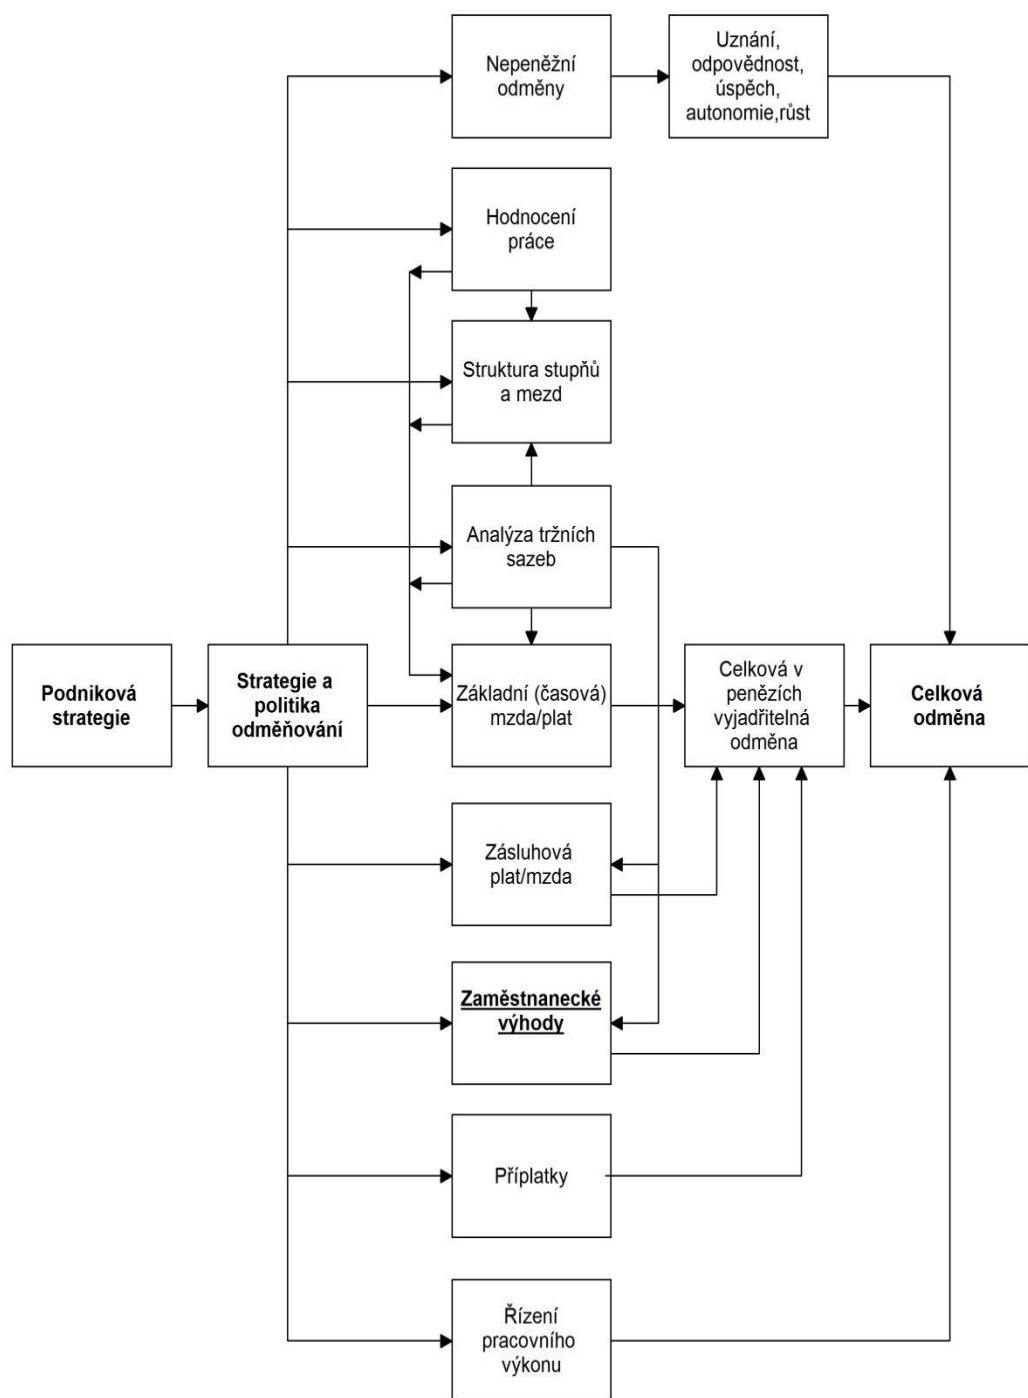 Nepeněžní
odměny
Uznání,
odpovědnost,
úspěch,
autonomie,růst
Hodnocení
práce
Struktura stupňů
a mezd
Analýza tržních
sazeb
Podniková
strategie
Strategie a
politika
odměňování
Základní (časová)
mzda/plat
Celková v
penězích
vyjadřitelná
odměna
Celková
odměna
Zásluhová
plat/mzda
Zaměstnanecké
výhody
Příplatky
Řízení
pracovního
výkonu